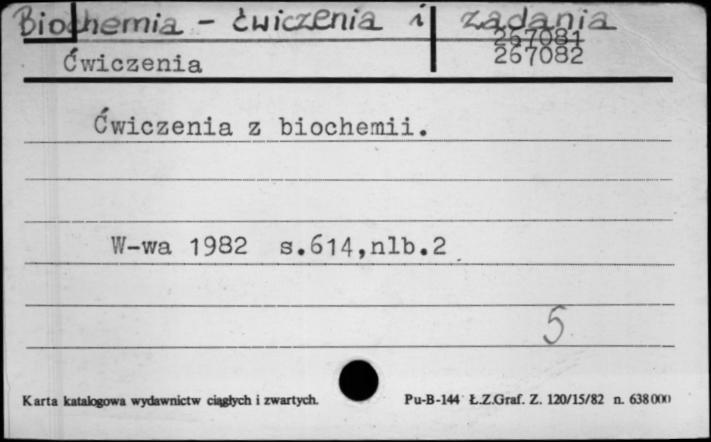 Biochemia - ćwiczenia i zadania
267081
Ćwiczenia 267082
Ćwiczenia z biochemii.
W-wa 1982 s.614,nlb.2
5
Karta katalogowa wydawnictw ciągłych i zwartych. Pu-B-144 Ł.Z.Graf. Z. 120/15/82 n. 638000